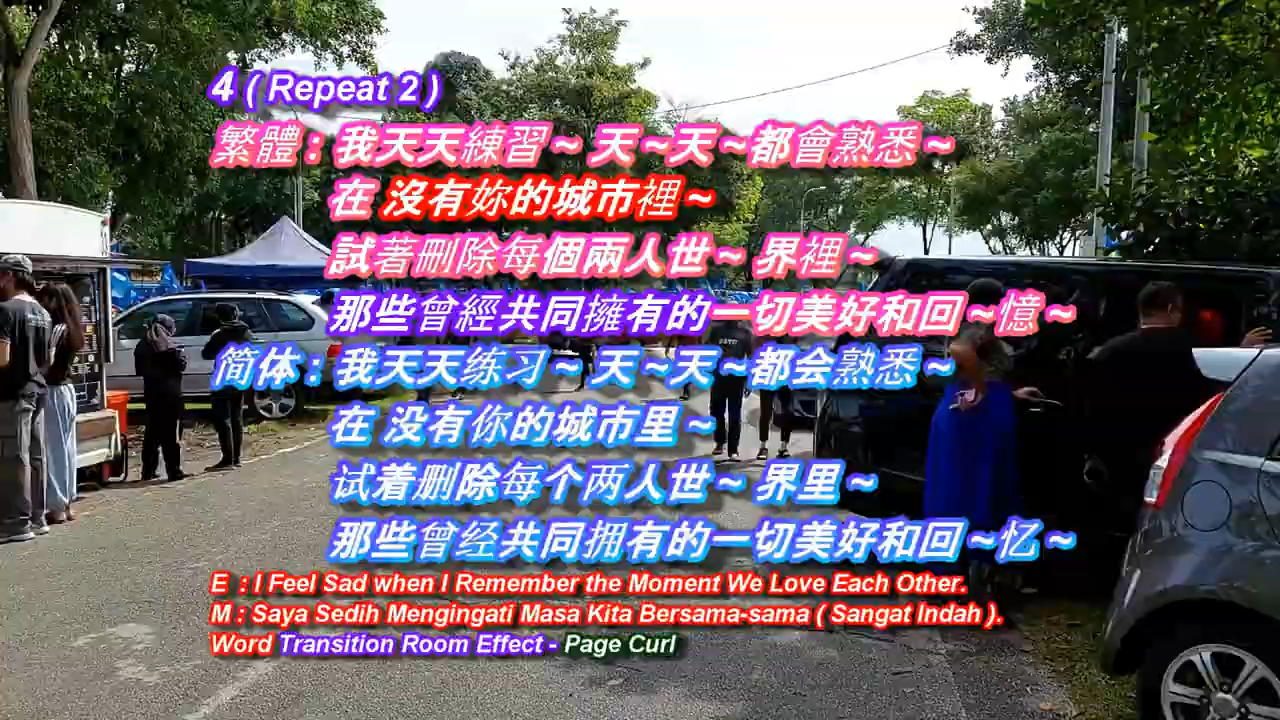 4 ( Repeat 2 )
繁體 : 我天天練習 ~ 天 ~天 ~都會熟悉 ~
在 沒有妳的城市裡 ~
試著刪除每個兩人世 ~ 界裡 ~
那些曾經共同擁有的一切美好和回 ~憶 ~
简体 : 我天天练习 ~ 天 ~天 ~都会熟悉 ~
在 没有你的城市里 ~
试着删除每个两人世 ~ 界里 ~
那些曾经共同拥有的一切美好和回 ~忆 ~
E : I Feel Sad when I Remember the Moment We Love Each Other.
M : Saya Sedih Mengingati Masa Kita Bersama-sama ( Sangat Indah ).
Word Transition Room Effect - Page Curl